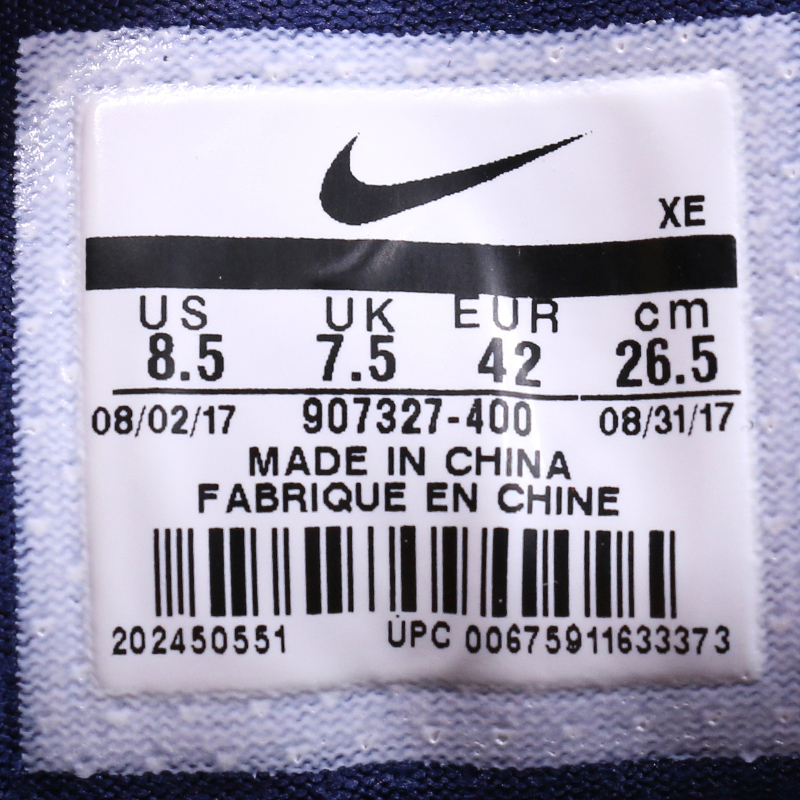 XE
US UK EUR cm
8.5 7.5 42 26.5
08/02/17 907327-400 08/31/17
MADE IN CHINA
FABRIQUE EN CHINE
202450551 UPC 00675911633373